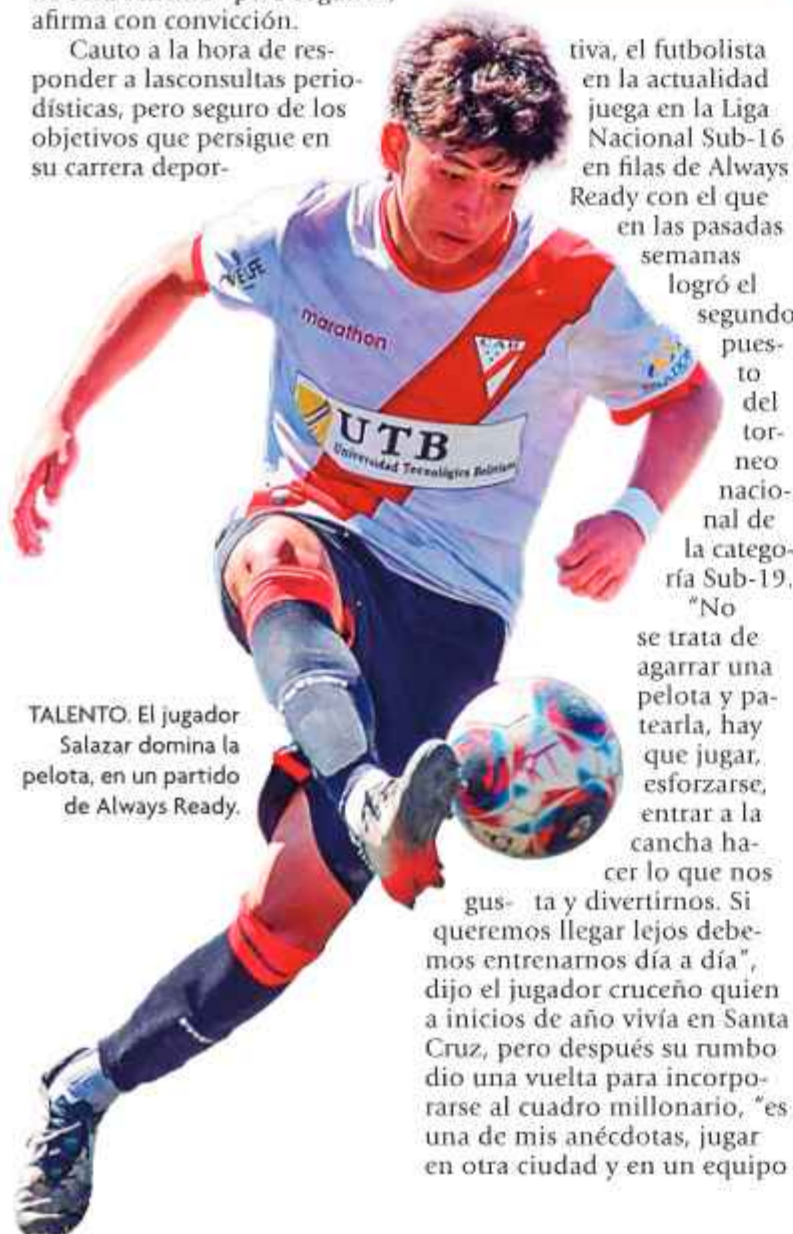 afirma con convicción.
Cauto a la hora de res-
ponder a lasconsultas perio-
dísticas, pero seguro de los
objetivos que persigue en
su carrera depor-
tiva, el futbolista
en la actualidad
juega en la Liga
Nacional Sub-16
en filas de Always
Ready con el que
en las pasadas
semanas
logró el
segundo
pues-
to
del
tor-
neo
nacio-
nal de
la catego-
ría Sub-19.
"No
se trata de
agarrar una
pelota y pa-
tearla, hay
que jugar,
esforzarse,
entrar a la
cancha ha-
cer lo que nos
gus- ta y divertirnos. Si
queremos llegar lejos debe-
mos entrenarnos día a día",
dijo el jugador cruceño quien
a inicios de año vivía en Santa
Cruz, pero después su rumbo
dio una vuelta para incorpo-
rarse al cuadro millonario, "es
una de mis anécdotas, jugar
en otra ciudad y en un equipo
TALENTO. El jugador
Salazar domina la
pelota, en un partido
de Always Ready.
marathon
UTB
Universidad Tecnológica Boliviana